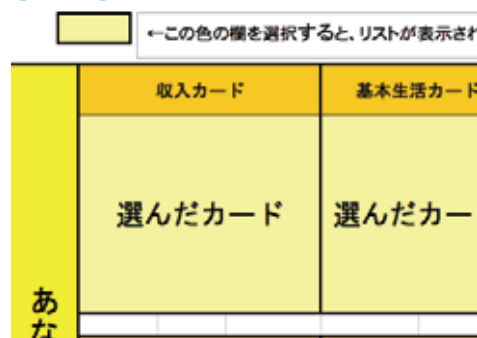 ←この色の欄を選択すると、リストが表示され
収入カード
基本生活カード
選んだカード
選んだカー
あな